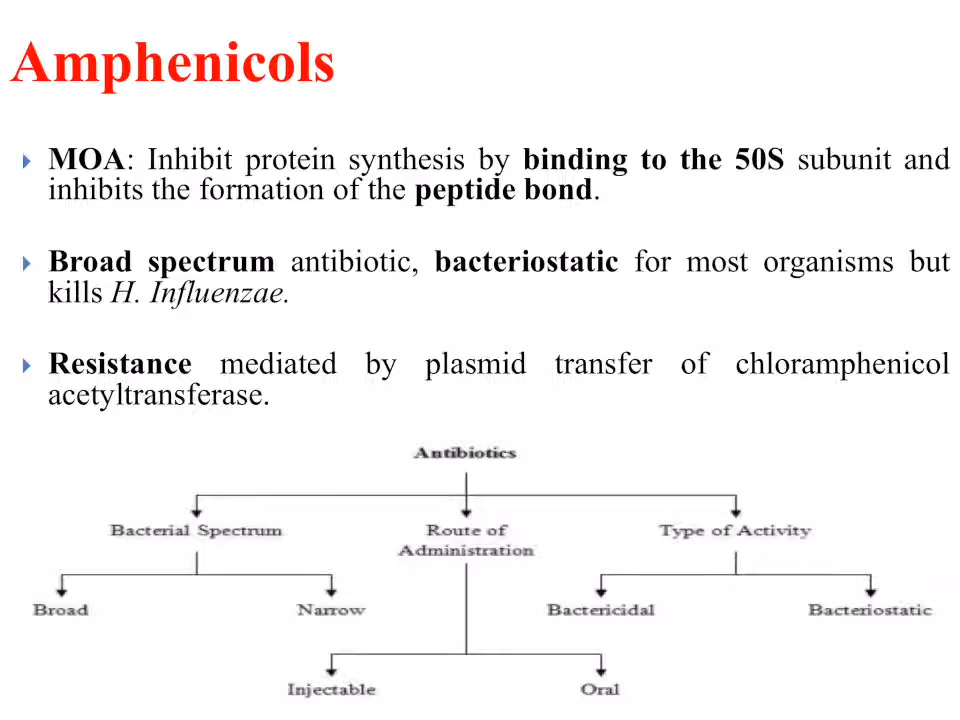 Amphenicols
MOA: Inhibit protein synthesis by binding to the 50S subunit and
inhibits the formation of the peptide bond.
Broad spectrum antibiotic, bacteriostatic for most organisms but
kills H. Influenzae.
Resistance mediated by plasmid transfer of chloramphenicol
acetyltransferase.
Antibiotics
Bacterial Spectrum
Route of
Administration
Type of Activity
Broad
Narrow
Bactericidal
Bacteriostatic
Injectable
Oral